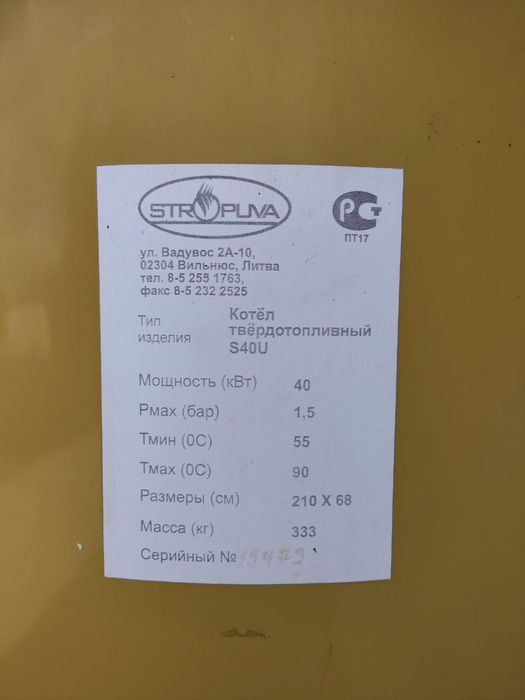 STROPUVA
РСТ
ПТ17
ул. Вадувос 2А-10,
02304 Вильнюс, Литва
тел. 8-5 255 1763,
факс 8-5 232 2525
Тип изделия Котёл твёрдотопливный S40U
Мощность (кВт) 40
Рмах (бар) 1,5
Тмин (0С) 55
Тмах (0С) 90
Размеры (см) 210 X 68
Масса (кг) 333
Серийный №